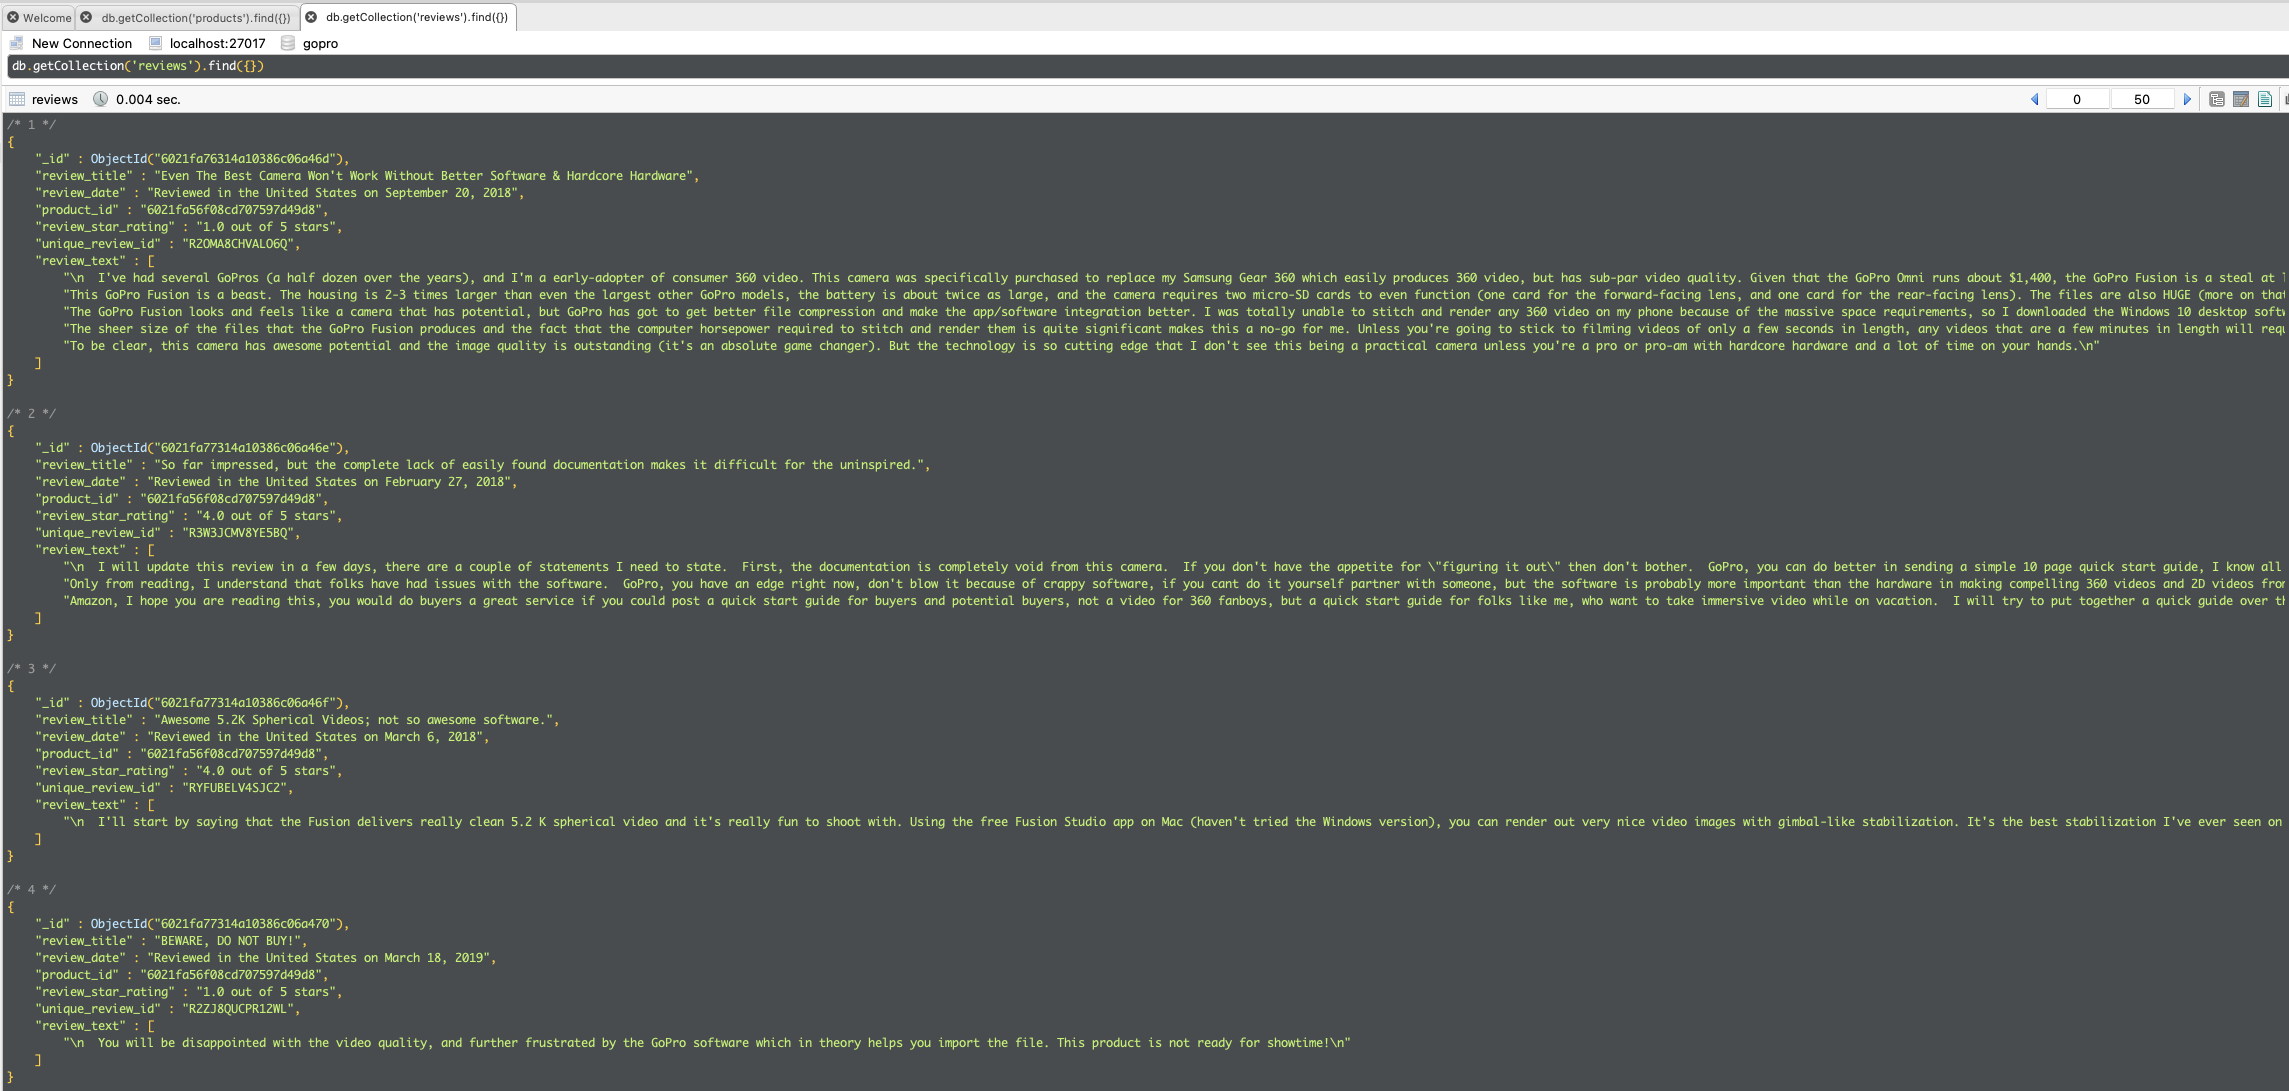 Welcome db.getCollection('products').find({}) db.getCollection('reviews').find({})
New Connection localhost:27017 gopro
db.getCollection('reviews').find({})
reviews 0.004 sec. 0 50
/* 1 */
{
"_id" : ObjectId("6021fa76314a10386c06a46d"),
"review_title" : "Even The Best Camera Won't Work Without Better Software & Hardcore Hardware",
"review_date" : "Reviewed in the United States on September 20, 2018",
"product_id" : "6021fa56f08cd707597d49d8",
"review_star_rating" : "1.0 out of 5 stars",
"unique_review_id" : "R2OMA8CHVALO6Q",
"review_text" : [
"\n  I've had several GoPros (a half dozen over the years), and I'm a early-adopter of consumer 360 video. This camera was specifically purchased to replace my Samsung Gear 360 which easily produces 360 video, but has sub-par video quality. Given that the GoPro Omni runs about $1,400, the GoPro Fusion is a steal at
"This GoPro Fusion is a beast. The housing is 2-3 times larger than even the largest other GoPro models, the battery is about twice as large, and the camera requires two micro-SD cards to even function (one card for the forward-facing lens, and one card for the rear-facing lens). The files are also HUGE (more on that
"The GoPro Fusion looks and feels like a camera that has potential, but GoPro has got to get better file compression and make the app/software integration better. I was totally unable to stitch and render any 360 video on my phone because of the massive space requirements, so I downloaded the Windows 10 desktop softw
"The sheer size of the files that the GoPro Fusion produces and the fact that the computer horsepower required to stitch and render them is quite significant makes this a no-go for me. Unless you're going to stick to filming videos of only a few seconds in length, any videos that are a few minutes in length will requ
"To be clear, this camera has awesome potential and the image quality is outstanding (it's an absolute game changer). But the technology is so cutting edge that I don't see this being a practical camera unless you're a pro or pro-am with hardcore hardware and a lot of time on your hands.\n"
]
}
/* 2 */
{
"_id" : ObjectId("6021fa77314a10386c06a46e"),
"review_title" : "So far impressed, but the complete lack of easily found documentation makes it difficult for the uninspired.",
"review_date" : "Reviewed in the United States on February 27, 2018",
"product_id" : "6021fa56f08cd707597d49d8",
"review_star_rating" : "4.0 out of 5 stars",
"unique_review_id" : "R3W3JCMV8YE5BQ",
"review_text" : [
"\n  I will update this review in a few days, there are a couple of statements I need to state.  First, the documentation is completely void from this camera.  If you don't have the appetite for \"figuring it out\" then don't bother.  GoPro, you can do better in sending a simple 10 page quick start guide, I know all
"Only from reading, I understand that folks have had issues with the software.  GoPro, you have an edge right now, don't blow it because of crappy software, if you cant do it yourself partner with someone, but the software is probably more important than the hardware in making compelling 360 videos and 2D videos from
"Amazon, I hope you are reading this, you would do buyers a great service if you could post a quick start guide for buyers and potential buyers, not a video for 360 fanboys, but a quick start guide for folks like me, who want to take immersive video while on vacation.  I will try to put together a quick guide over th
]
}
/* 3 */
{
"_id" : ObjectId("6021fa77314a10386c06a46f"),
"review_title" : "Awesome 5.2K Spherical Videos; not so awesome software.",
"review_date" : "Reviewed in the United States on March 6, 2018",
"product_id" : "6021fa56f08cd707597d49d8",
"review_star_rating" : "4.0 out of 5 stars",
"unique_review_id" : "RYFUBELV4SJC2",
"review_text" : [
"\n  I'll start by saying that the Fusion delivers really clean 5.2 K spherical video and it's really fun to shoot with. Using the free Fusion Studio app on Mac (haven't tried the Windows version), you can render out very nice video images with gimbal-like stabilization. It's the best stabilization I've ever seen on
]
}
/* 4 */
{
"_id" : ObjectId("6021fa77314a10386c06a470"),
"review_title" : "BEWARE, DO NOT BUY!",
"review_date" : "Reviewed in the United States on March 18, 2019",
"product_id" : "6021fa56f08cd707597d49d8",
"review_star_rating" : "1.0 out of 5 stars",
"unique_review_id" : "R2ZJ8QUCPR12WL",
"review_text" : [
"\n  You will be disappointed with the video quality, and further frustrated by the GoPro software which in theory helps you import the file. This product is not ready for showtime!\n"
]
}